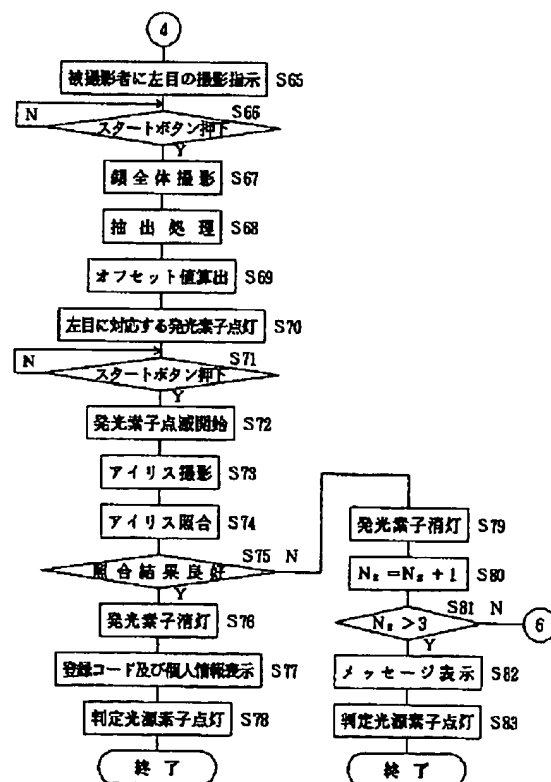 4
被撮影者に左目の撮影指示 S65
S66
N スタートボタン押下
Y
顔全体撮影 S67
抽出処理 S68
オフセット値算出 S69
左目に対応する発光素子点灯 S70
S71
N スタートボタン押下
Y
発光素子点滅開始 S72
アイリス撮影 S73
アイリス照合 S74
S75
照合結果良好 N
Y
発光素子消灯 S76
登録コード及び個人情報表示 S77
判定光源素子点灯 S78
終了
発光素子消灯 S79
N₂=N₂+1 S80
S81 N
N₂>3 6
Y
メッセージ表示 S82
判定光源素子点灯 S83
終了